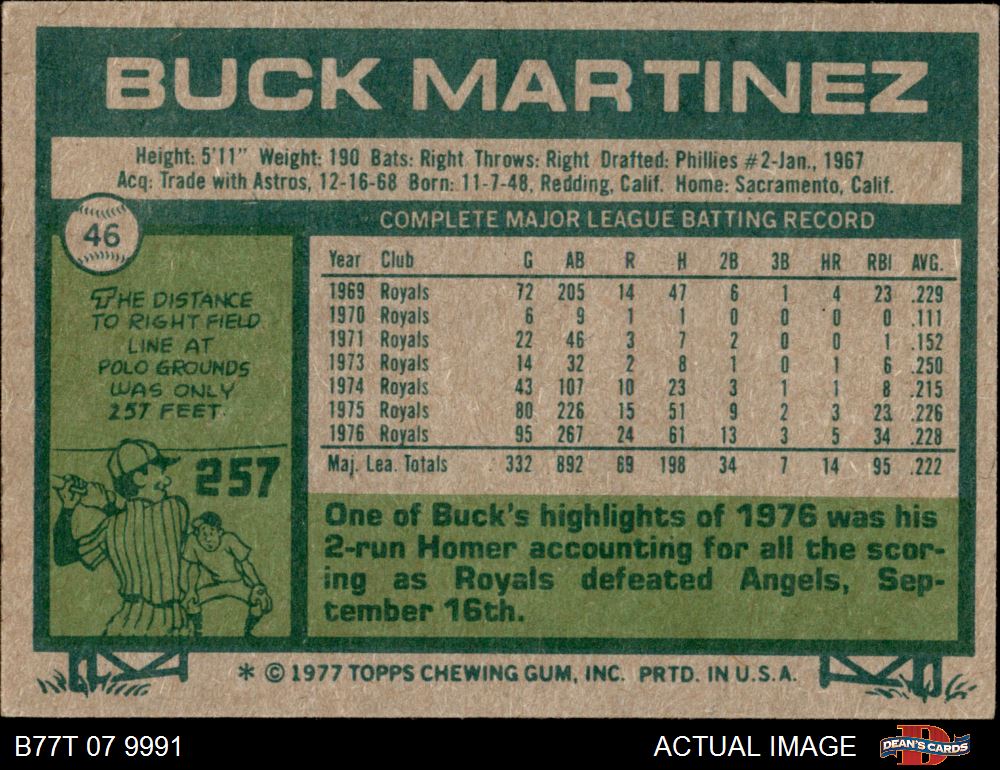 BUCK MARTINEZ
Height: 5'11" Weight: 190 Bats: Right Throws: Right Drafted: Phillies #2-Jan., 1967
Acq: Trade with Astros, 12-16-68 Born: 11-7-48, Redding, Calif. Home: Sacramento, Calif.
46
THE DISTANCE
TO RIGHT FIELD
LINE AT
POLO GROUNDS
WAS ONLY
257 FEET.
257
COMPLETE MAJOR LEAGUE BATTING RECORD
Year Club G AB R H 2B 3B HR RBI AVG.
1969 Royals 72 205 14 47 6 1 4 23 .229
1970 Royals 6 9 1 1 0 0 0 0 .111
1971 Royals 22 46 3 7 2 0 0 1 .152
1973 Royals 14 32 2 8 1 0 1 6 .250
1974 Royals 43 107 10 23 3 1 1 8 .215
1975 Royals 80 226 15 51 9 2 3 23 .226
1976 Royals 95 267 24 61 13 3 5 34 .228
Maj. Lea. Totals 332 892 69 198 34 7 14 95 .222
One of Buck's highlights of 1976 was his
2-run Homer accounting for all the scor-
ing as Royals defeated Angels, Sep-
tember 16th.
* © 1977 TOPPS CHEWING GUM, INC. PRTD. IN U.S.A.
B77T 07 9991 ACTUAL IMAGE DEAN'S CARDS